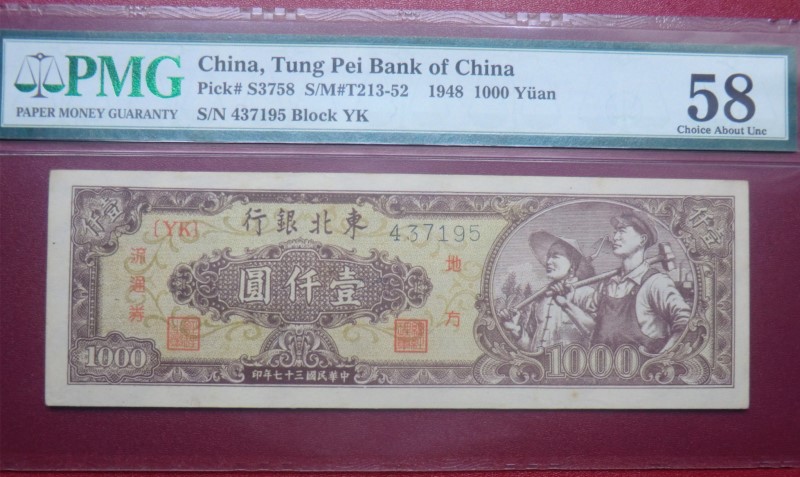 PMG
PAPER MONEY GUARANTY
China, Tung Pei Bank of China
Pick# S3758 S/M#T213-52 1948 1000 Yüan
S/N 437195 Block YK
58
Choice About Unc
行銀北東
[YK]
437195
圓仟壹
流通券
地方
1000
1000
印年七十三國民華中